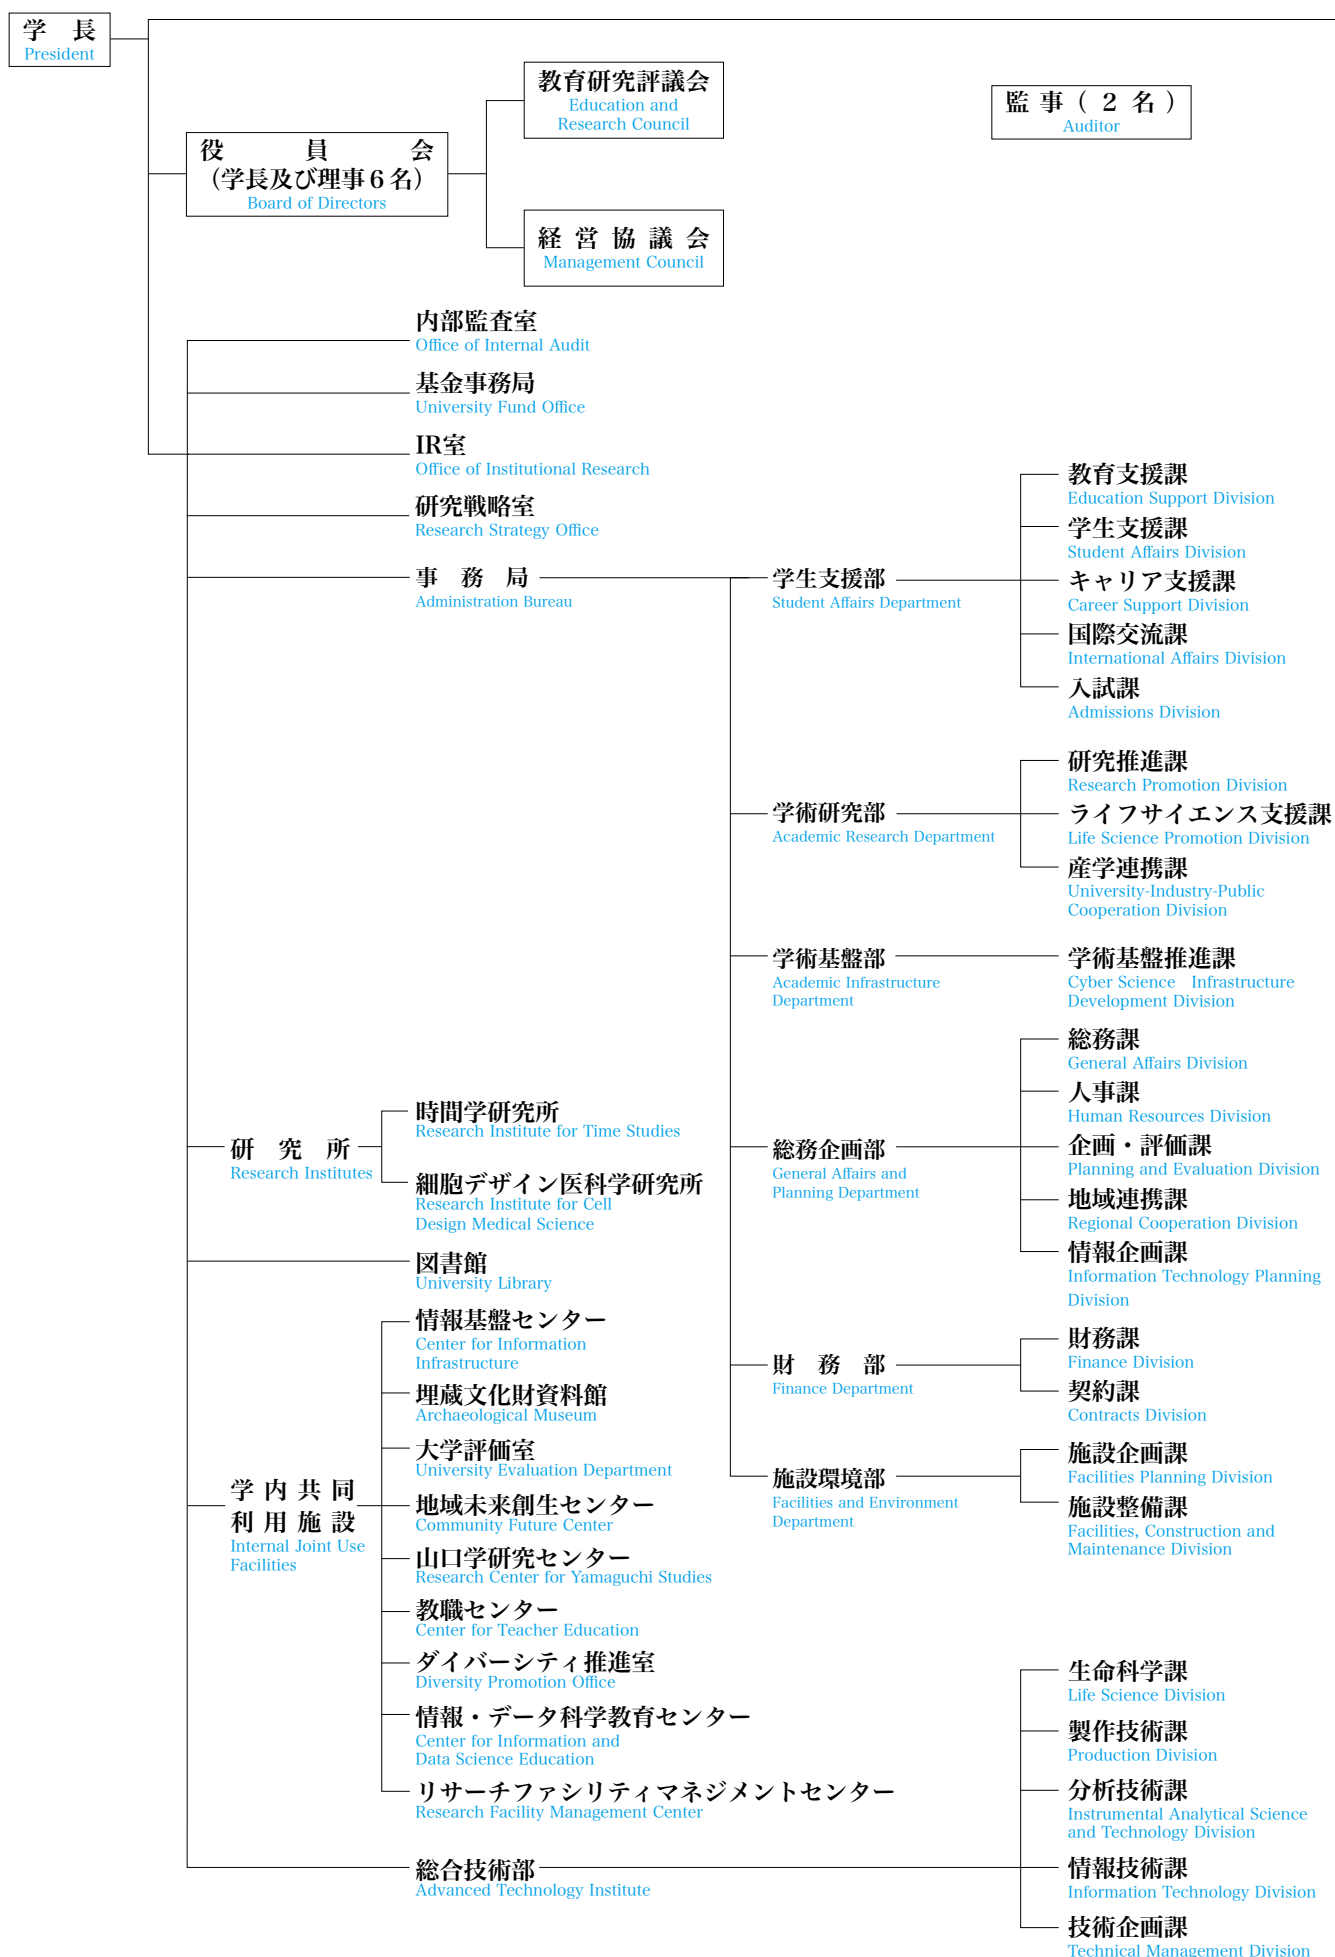 学 長
President
教育研究評議会
Education and
Research Council
監 事 ( 2 名 )
Auditor
役 員 会
（学長及び理事６名）
Board of Directors
経 営 協 議 会
Management Council
内部監査室
Office of Internal Audit
基金事務局
University Fund Office
IR室
Office of Institutional Research
研究戦略室
Research Strategy Office
事 務 局
Administration Bureau
学生支援部
Student Affairs Department
教育支援課
Education Support Division
学生支援課
Student Affairs Division
キャリア支援課
Career Support Division
国際交流課
International Affairs Division
入試課
Admissions Division
学術研究部
Academic Research Department
研究推進課
Research Promotion Division
ライフサイエンス支援課
Life Science Promotion Division
産学連携課
University-Industry-Public
Cooperation Division
学術基盤部
Academic Infrastructure
Department
学術基盤推進課
Cyber Science Infrastructure
Development Division
総務企画部
General Affairs and
Planning Department
総務課
General Affairs Division
人事課
Human Resources Division
企画・評価課
Planning and Evaluation Division
地域連携課
Regional Cooperation Division
情報企画課
Information Technology Planning
Division
財 務 部
Finance Department
財務課
Finance Division
契約課
Contracts Division
施設環境部
Facilities and Environment
Department
施設企画課
Facilities Planning Division
施設整備課
Facilities, Construction and
Maintenance Division
研 究 所
Research Institutes
時間学研究所
Research Institute for Time Studies
細胞デザイン医科学研究所
Research Institute for Cell
Design Medical Science
図書館
University Library
学 内 共 同
利 用 施 設
Internal Joint Use
Facilities
情報基盤センター
Center for Information
Infrastructure
埋蔵文化財資料館
Archaeological Museum
大学評価室
University Evaluation Department
地域未来創生センター
Community Future Center
山口学研究センター
Research Center for Yamaguchi Studies
教職センター
Center for Teacher Education
ダイバーシティ推進室
Diversity Promotion Office
情報・データ科学教育センター
Center for Information and
Data Science Education
リサーチファシリティマネジメントセンター
Research Facility Management Center
総合技術部
Advanced Technology Institute
生命科学課
Life Science Division
製作技術課
Production Division
分析技術課
Instrumental Analytical Science
and Technology Division
情報技術課
Information Technology Division
技術企画課
Technical Management Division